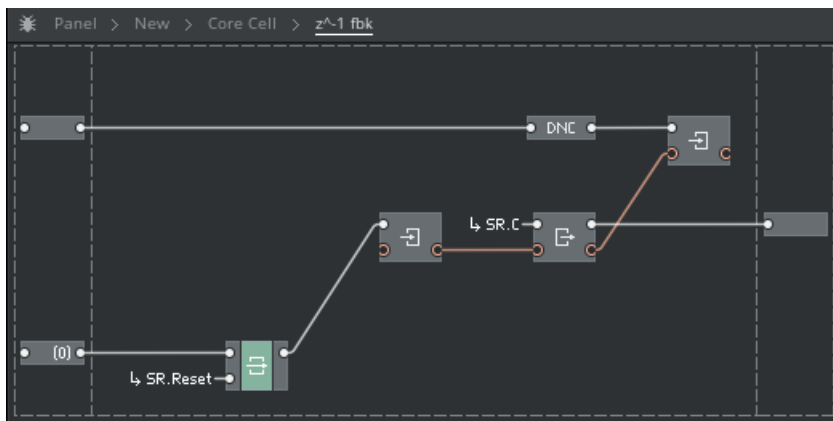 Panel > New > Core Cell > z^-1 fbk
DNC
↳ SR.C
(0)
↳ SR.Reset